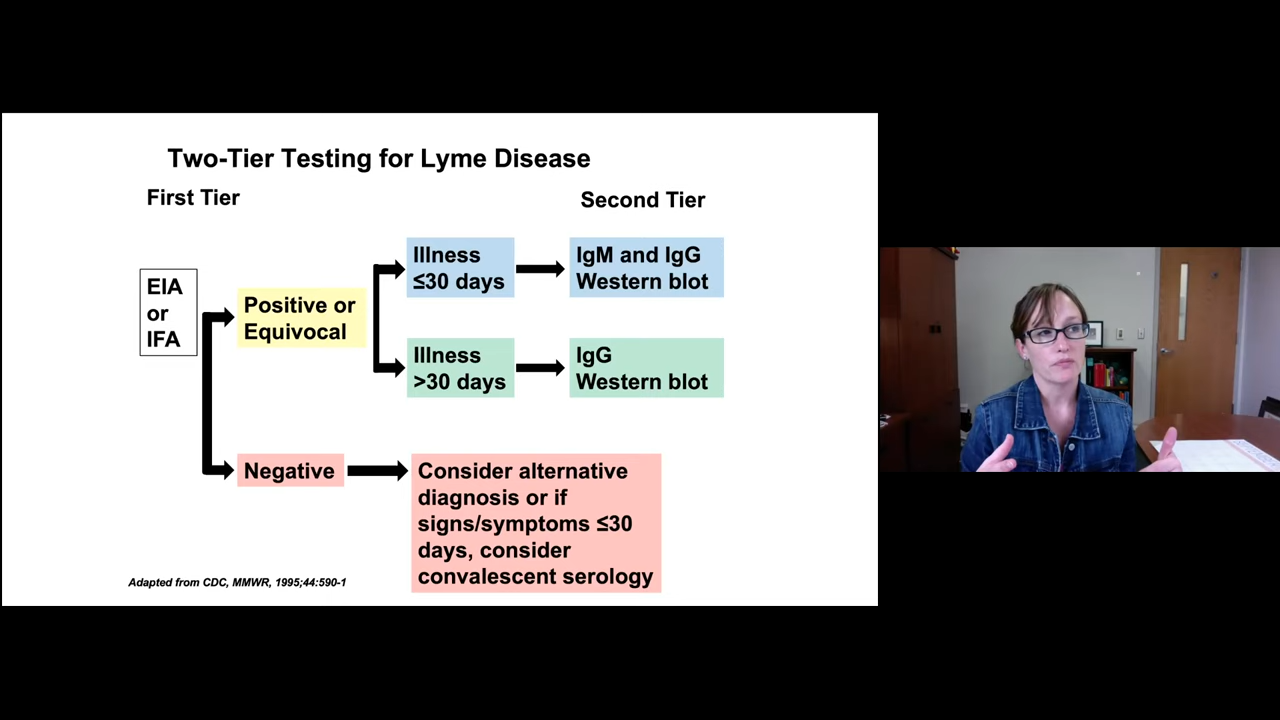 Two-Tier Testing for Lyme Disease
First Tier
Second Tier
EIA
or
IFA
Positive or
Equivocal
Illness
≤30 days
IgM and IgG
Western blot
Illness
>30 days
IgG
Western blot
Negative
Consider alternative
diagnosis or if
signs/symptoms ≤30
days, consider
convalescent serology
Adapted from CDC, MMWR, 1995;44:590-1